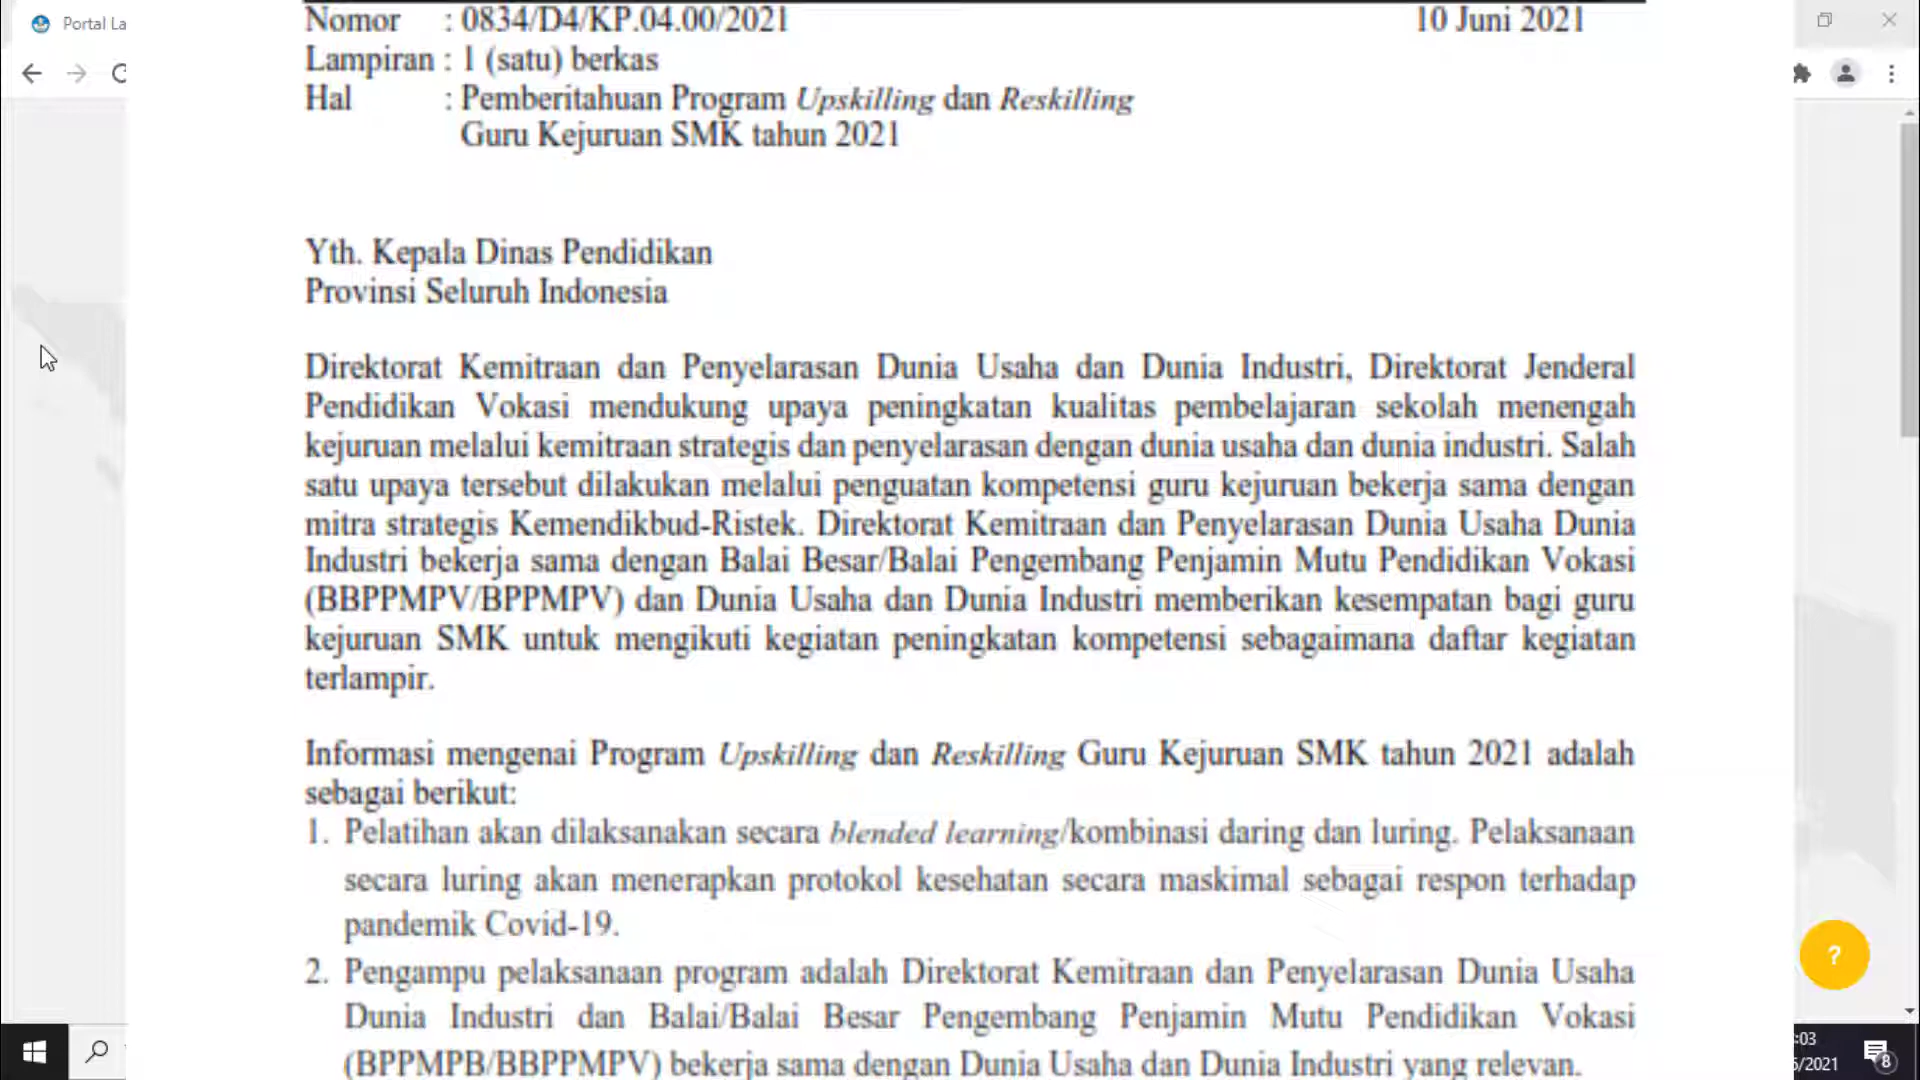 Portal La
Nomor : 0834/D4/KP.04.00/2021 10 Juni 2021
Lampiran : 1 (satu) berkas
Hal : Pemberitahuan Program Upskilling dan Reskilling
Guru Kejuruan SMK tahun 2021
Yth. Kepala Dinas Pendidikan
Provinsi Seluruh Indonesia
Direktorat Kemitraan dan Penyelarasan Dunia Usaha dan Dunia Industri, Direktorat Jenderal
Pendidikan Vokasi mendukung upaya peningkatan kualitas pembelajaran sekolah menengah
kejuruan melalui kemitraan strategis dan penyelarasan dengan dunia usaha dan dunia industri. Salah
satu upaya tersebut dilakukan melalui penguatan kompetensi guru kejuruan bekerja sama dengan
mitra strategis Kemendikbud-Ristek. Direktorat Kemitraan dan Penyelarasan Dunia Usaha Dunia
Industri bekerja sama dengan Balai Besar/Balai Pengembang Penjamin Mutu Pendidikan Vokasi
(BBPPMPV/BPPMPV) dan Dunia Usaha dan Dunia Industri memberikan kesempatan bagi guru
kejuruan SMK untuk mengikuti kegiatan peningkatan kompetensi sebagaimana daftar kegiatan
terlampir.
Informasi mengenai Program Upskilling dan Reskilling Guru Kejuruan SMK tahun 2021 adalah
sebagai berikut:
1. Pelatihan akan dilaksanakan secara blended learning/kombinasi daring dan luring. Pelaksanaan
secara luring akan menerapkan protokol kesehatan secara maskimal sebagai respon terhadap
pandemik Covid-19.
2. Pengampu pelaksanaan program adalah Direktorat Kemitraan dan Penyelarasan Dunia Usaha
Dunia Industri dan Balai/Balai Besar Pengembang Penjamin Mutu Pendidikan Vokasi
(BPPMPB/BBPPMPV) bekerja sama dengan Dunia Usaha dan Dunia Industri yang relevan.
?
:03
/2021
8